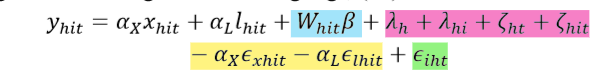 y_{hit} = α_X x_{hit} + α_L l_{hit} + W_{hit}β + λ_h + λ_{hi} + ζ_{ht} + ζ_{hit}
− α_X ϵ_{xhit} − α_L ϵ_{lhit} + ϵ_{iht}